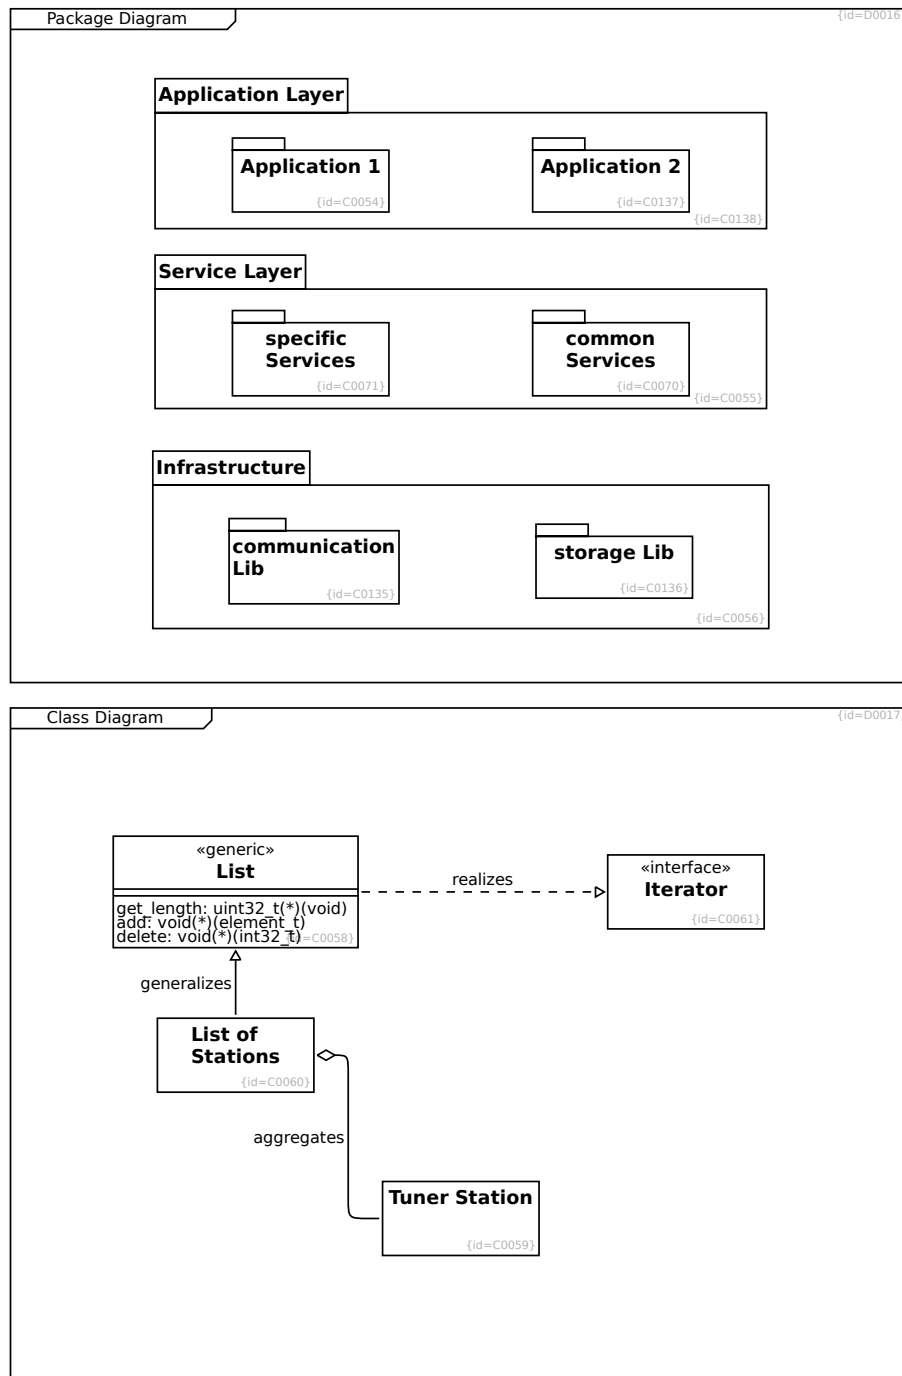 Package Diagram
{id=D0016
Application Layer
Application 1
{id=C0054}
Application 2
{id=C0137}
{id=C0138}
Service Layer
specific
Services
{id=C0071}
common
Services
{id=C0070}
{id=C0055}
Infrastructure
communication
Lib
{id=C0135}
storage Lib
{id=C0136}
{id=C0056}
Class Diagram
{id=D0017
«generic»
List
get_length: uint32_t(*)(void)
add: void(*)(element_t)
delete: void(*)(int32_t)
{id=C0058}
realizes
«interface»
Iterator
{id=C0061}
generalizes
List of
Stations
{id=C0060}
aggregates
Tuner Station
{id=C0059}